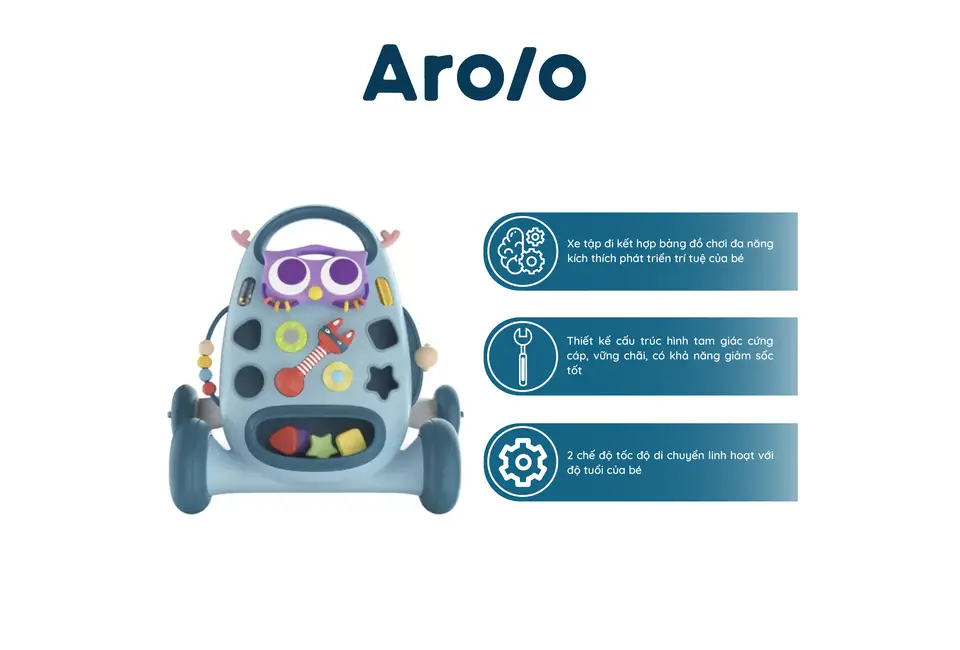 Arolo
Xe tập đi kết hợp bảng đồ chơi đa năng
kích thích phát triển trí tuệ của bé
Thiết kế cấu trúc hình tam giác cứng
cáp, vững chãi, có khả năng giảm sốc
tốt
2 chế độ tốc độ di chuyển linh hoạt với
độ tuổi của bé